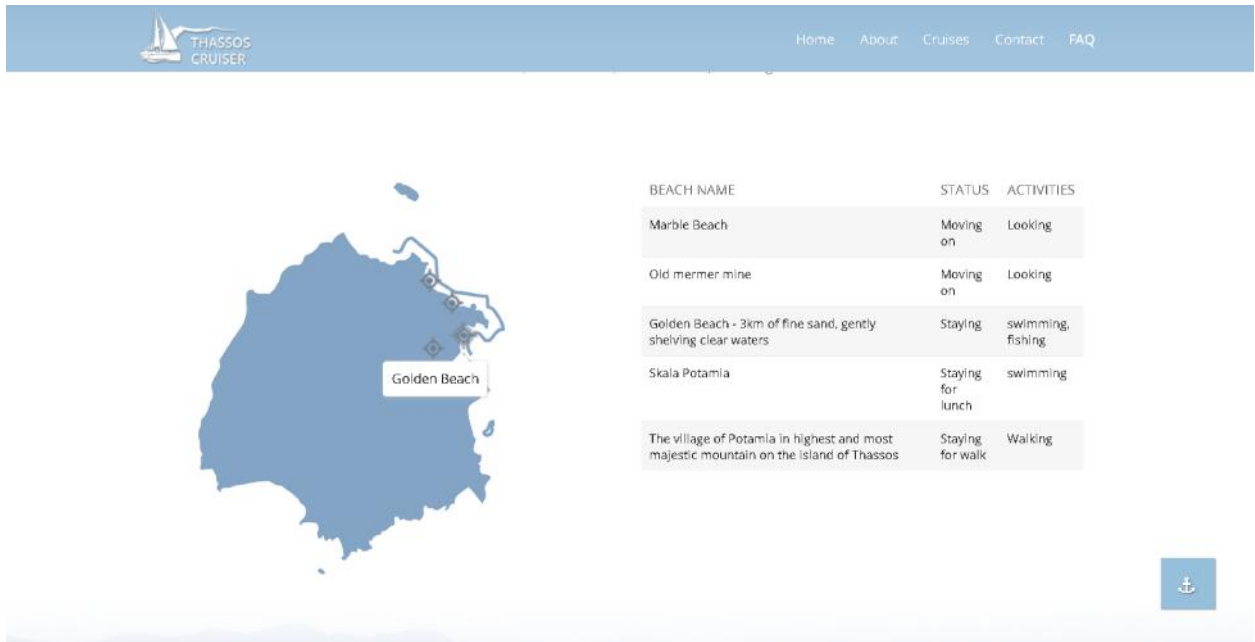 THASSOS
CRUISER
Home About Cruises Contact FAQ
BEACH NAME STATUS ACTIVITIES
Marble Beach Moving on Looking
Old mermer mine Moving on Looking
Golden Beach - 3km of fine sand, gently
shelving clear waters
Staying
swimming,
fishing
Skala Potamia
Staying
for
lunch
swimming
The village of Potamia in highest and most
majestic mountain on the island of Thassos
Staying
for walk
Walking
Golden Beach